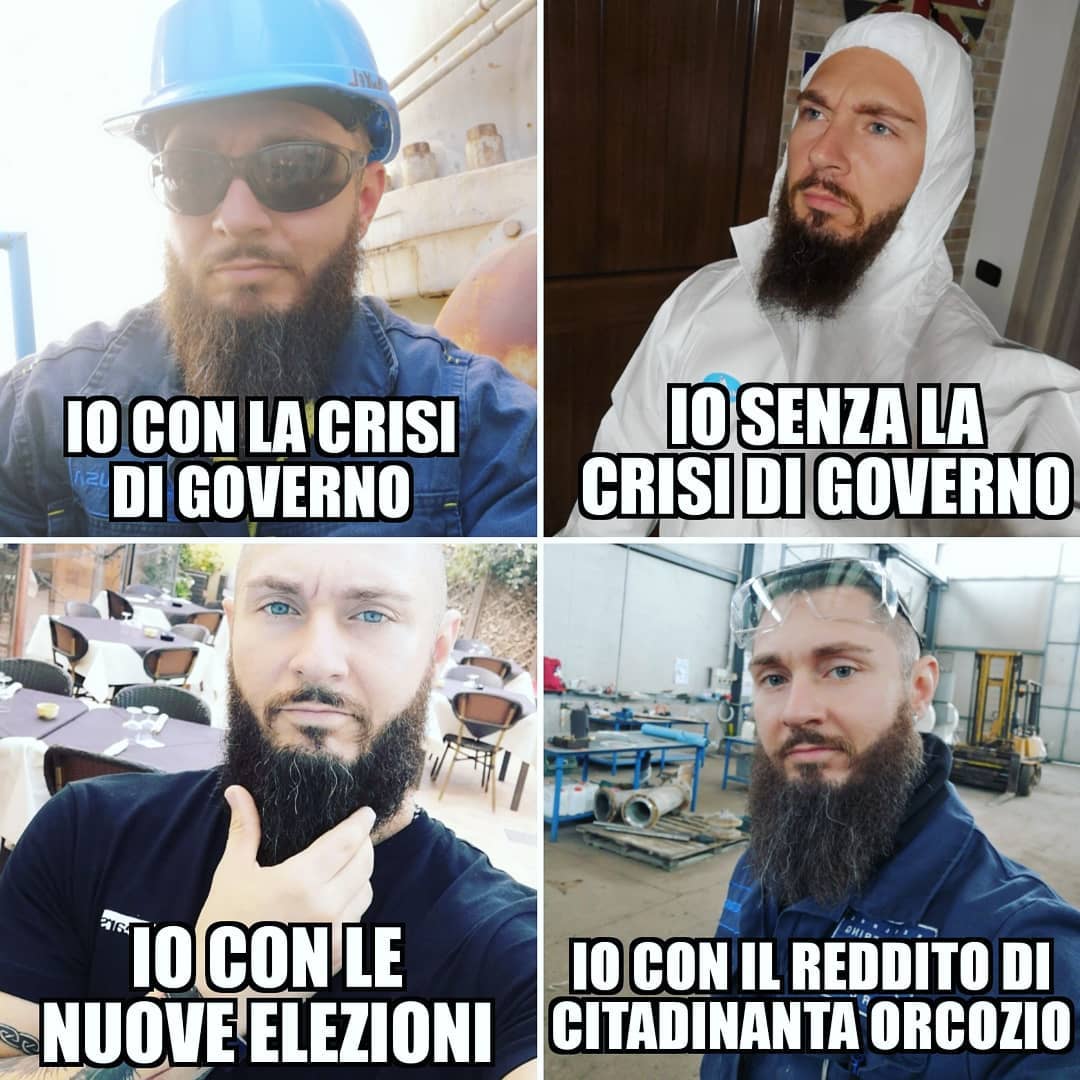 IO CON LA CRISI
DI GOVERNO
IO SENZA LA
CRISI DI GOVERNO
IO CON LE
NUOVE ELEZIONI
IO CON IL REDDITO DI
CITADINANTA ORCOZIO